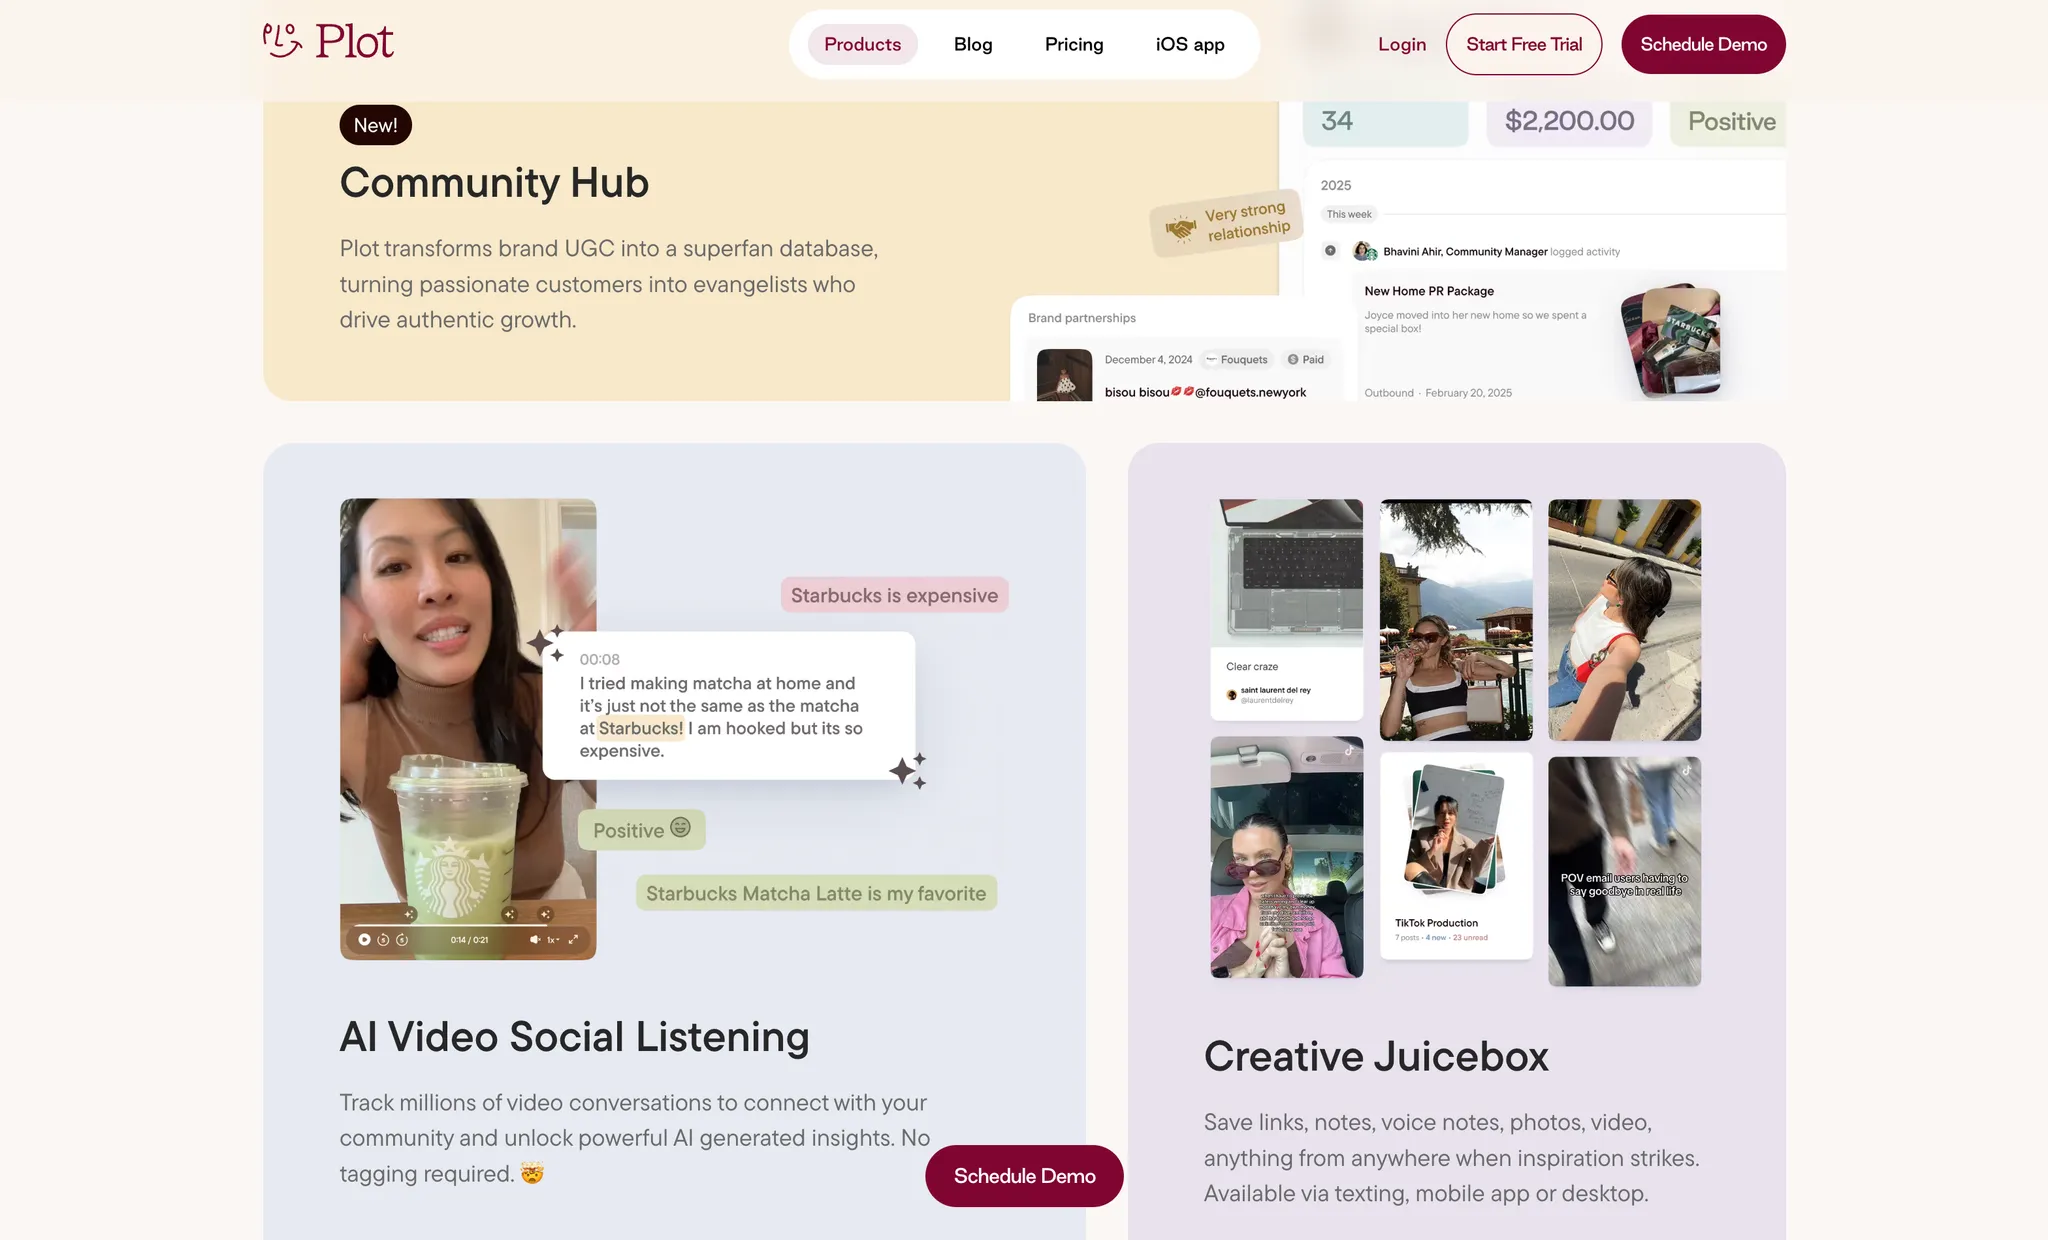 Plot
Products
Blog
Pricing
iOS app
Login
Start Free Trial
Schedule Demo
New!
Community Hub
Plot transforms brand UGC into a superfan database,
turning passionate customers into evangelists who
drive authentic growth.
34
$2,200.00
Positive
2025
This week
Very strong
relationship
Bhavini Ahir, Community Manager logged activity
New Home PR Package
Joyce moved into her new home so we spent a
special box!
STARBUCKS
Outbound · February 20, 2025
Brand partnerships
December 4, 2024
Fouquets
Paid
bisou bisou💋💋@fouquets.newyork
Starbucks is expensive
00:08
I tried making matcha at home and
it's just not the same as the matcha
at Starbucks! I am hooked but its so
expensive.
Positive 😄
Starbucks Matcha Latte is my favorite
0:14 / 0:21
1x
AI Video Social Listening
Track millions of video conversations to connect with your
community and unlock powerful AI generated insights. No
tagging required. 🤯
Schedule Demo
Clear craze
saint laurent del rey
@laurentdelrey
TikTok Production
7 posts · 4 new · 23 unread
POV email users having to
say goodbye in real life
Creative Juicebox
Save links, notes, voice notes, photos, video,
anything from anywhere when inspiration strikes.
Available via texting, mobile app or desktop.